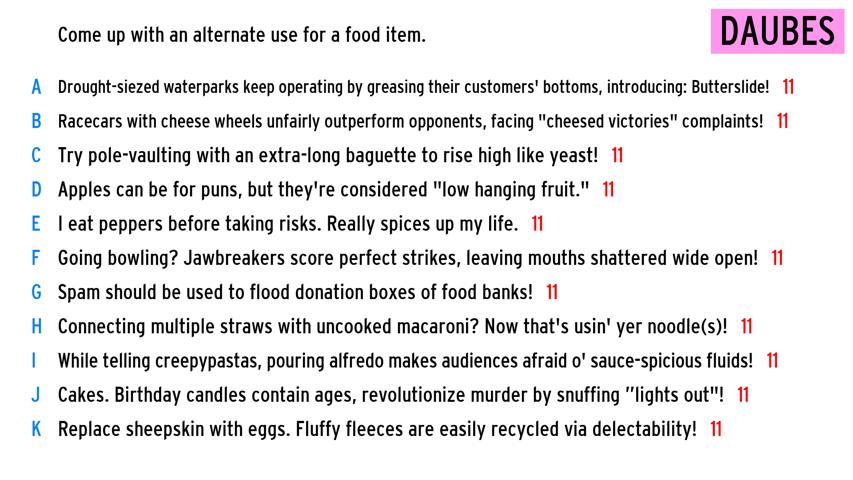 Come up with an alternate use for a food item.
DAUBES
A Drought-siezed waterparks keep operating by greasing their customers' bottoms, introducing: Butterslide! 11
B Racecars with cheese wheels unfairly outperform opponents, facing "cheesed victories" complaints! 11
C Try pole-vaulting with an extra-long baguette to rise high like yeast! 11
D Apples can be for puns, but they're considered "low hanging fruit." 11
E I eat peppers before taking risks. Really spices up my life. 11
F Going bowling? Jawbreakers score perfect strikes, leaving mouths shattered wide open! 11
G Spam should be used to flood donation boxes of food banks! 11
H Connecting multiple straws with uncooked macaroni? Now that's usin' yer noodle(s)! 11
I While telling creepypastas, pouring alfredo makes audiences afraid o' sauce-spicious fluids! 11
J Cakes. Birthday candles contain ages, revolutionize murder by snuffing ″lights out"! 11
K Replace sheepskin with eggs. Fluffy fleeces are easily recycled via delectability! 11